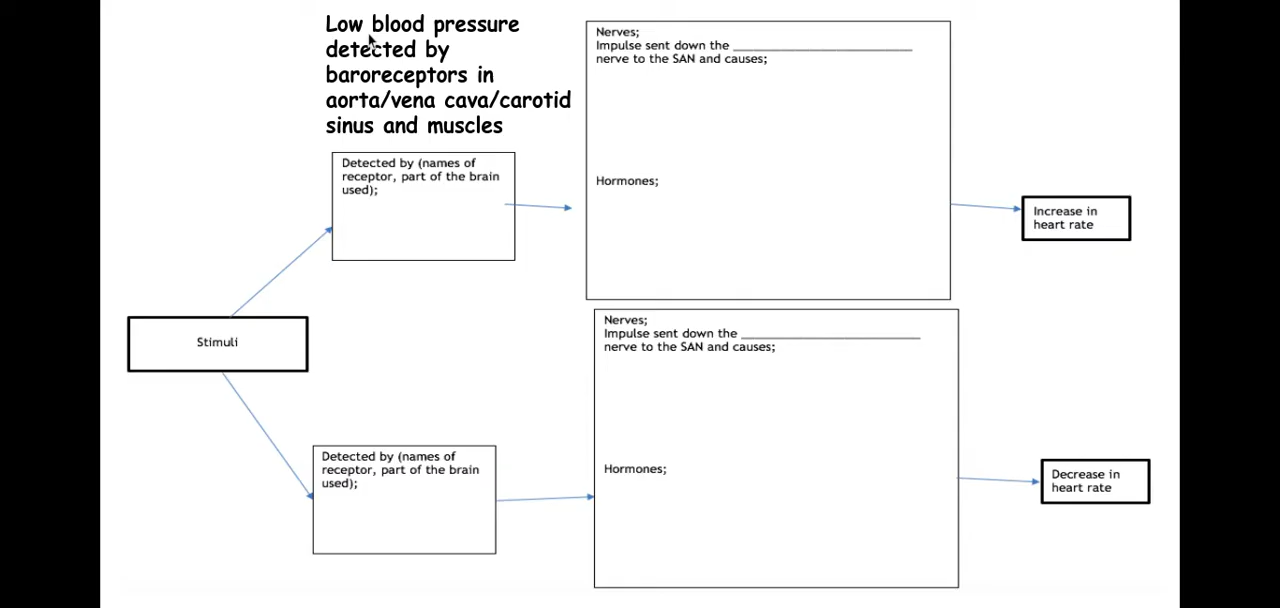 Low blood pressure
detected by
baroreceptors in
aorta/vena cava/carotid
sinus and muscles
Detected by (names of
receptor, part of the brain
used);
Nerves;
Impulse sent down the ____________________________
nerve to the SAN and causes;
Hormones;
Increase in
heart rate
Stimuli
Detected by (names of
receptor, part of the brain
used);
Nerves;
Impulse sent down the ____________________________
nerve to the SAN and causes;
Hormones;
Decrease in
heart rate